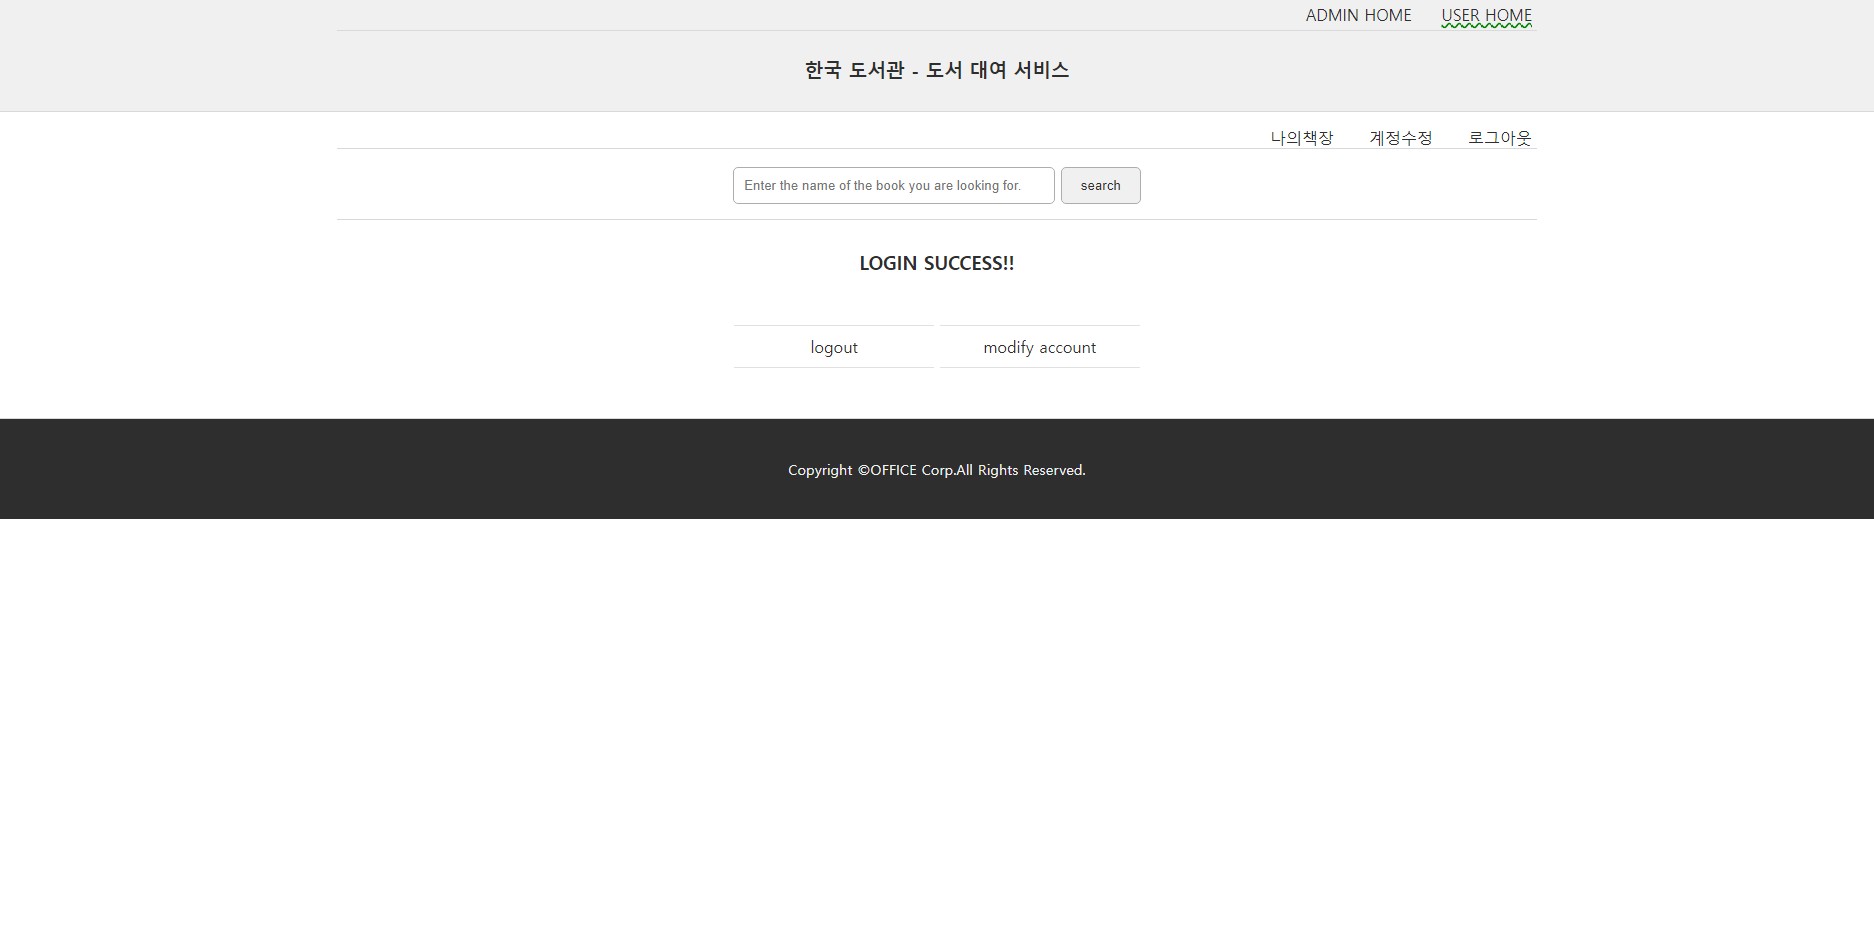 ADMIN HOME USER HOME
한국 도서관 - 도서 대여 서비스
나의책장 계정수정 로그아웃
Enter the name of the book you are looking for. search
LOGIN SUCCESS!!
logout modify account
Copyright ©OFFICE Corp.All Rights Reserved.